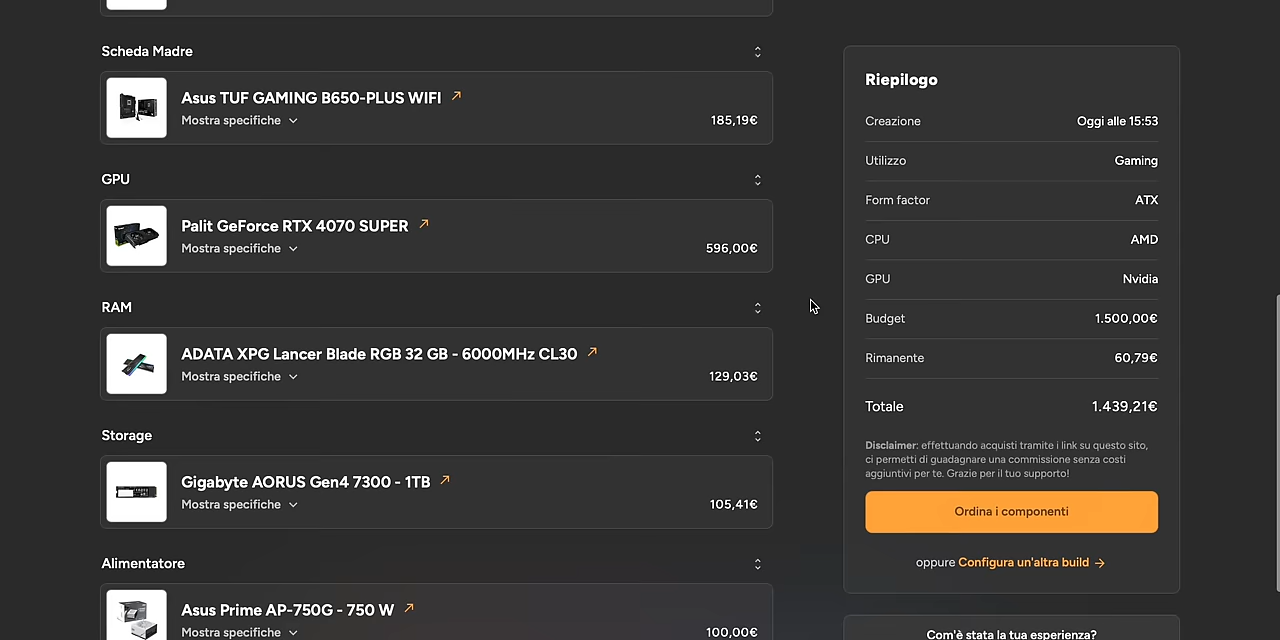 Scheda Madre
Asus TUF GAMING B650-PLUS WIFI
Mostra specifiche
185,19€
GPU
Palit GeForce RTX 4070 SUPER
Mostra specifiche
596,00€
RAM
ADATA XPG Lancer Blade RGB 32 GB - 6000MHz CL30
Mostra specifiche
129,03€
Storage
Gigabyte AORUS Gen4 7300 - 1TB
Mostra specifiche
105,41€
Alimentatore
Asus Prime AP-750G - 750 W
Mostra specifiche
100,00€
Riepilogo
Creazione Oggi alle 15:53
Utilizzo Gaming
Form factor ATX
CPU AMD
GPU Nvidia
Budget 1.500,00€
Rimanente 60,79€
Totale 1.439,21€
Disclaimer: effettuando acquisti tramite i link su questo sito,
ci permetti di guadagnare una commissione senza costi
aggiuntivi per te. Grazie per il tuo supporto!
Ordina i componenti
oppure Configura un'altra build →
Com'è stata la tua esperienza?